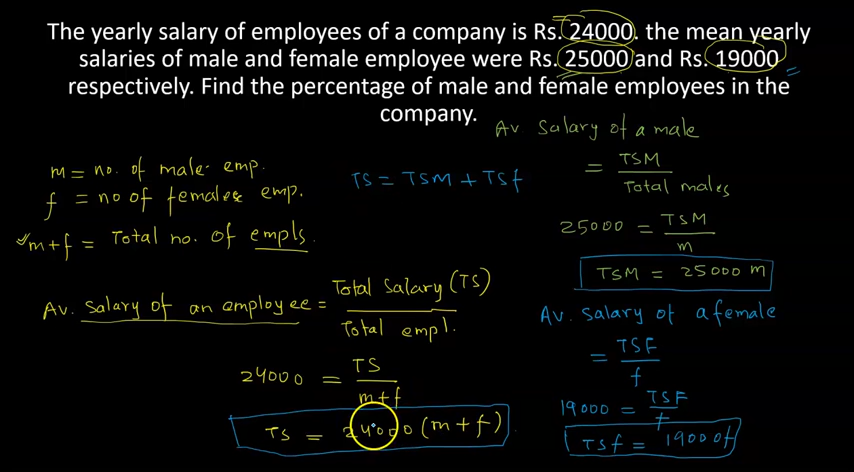 The yearly salary of employees of a company is Rs. 24000. the mean yearly
salaries of male and female employee were Rs. 25000 and Rs. 19000
respectively. Find the percentage of male and female employees in the
company.
m = no. of male emp.
f = no of females emp.
m+f = Total no. of empls.
Av. Salary of an employee = Total Salary (TS) / Total empl.
24000 = TS / m+f
TS = 24000 (m+f)
TS = TSM + TSf
Av. Salary of a male
= TSM / Total males
25000 = TSM / m
TSM = 25000 m
Av. Salary of a female
= TSF / f
19000 = TSF / f
TSf = 19000f